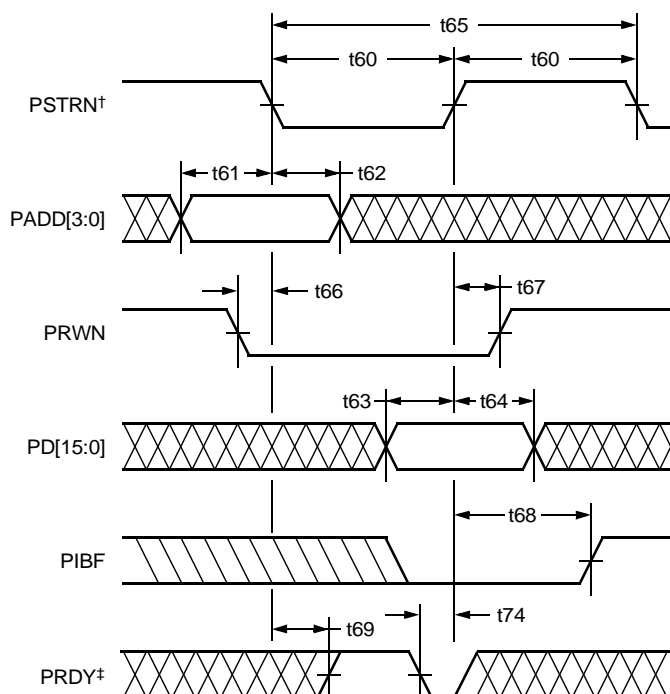 t65
t60 t60
PSTRN†
t61 t62
PADD[3:0]
t66 t67
PRWN
t63 t64
PD[15:0]
t68
PIBF
t69 t74
PRDY‡